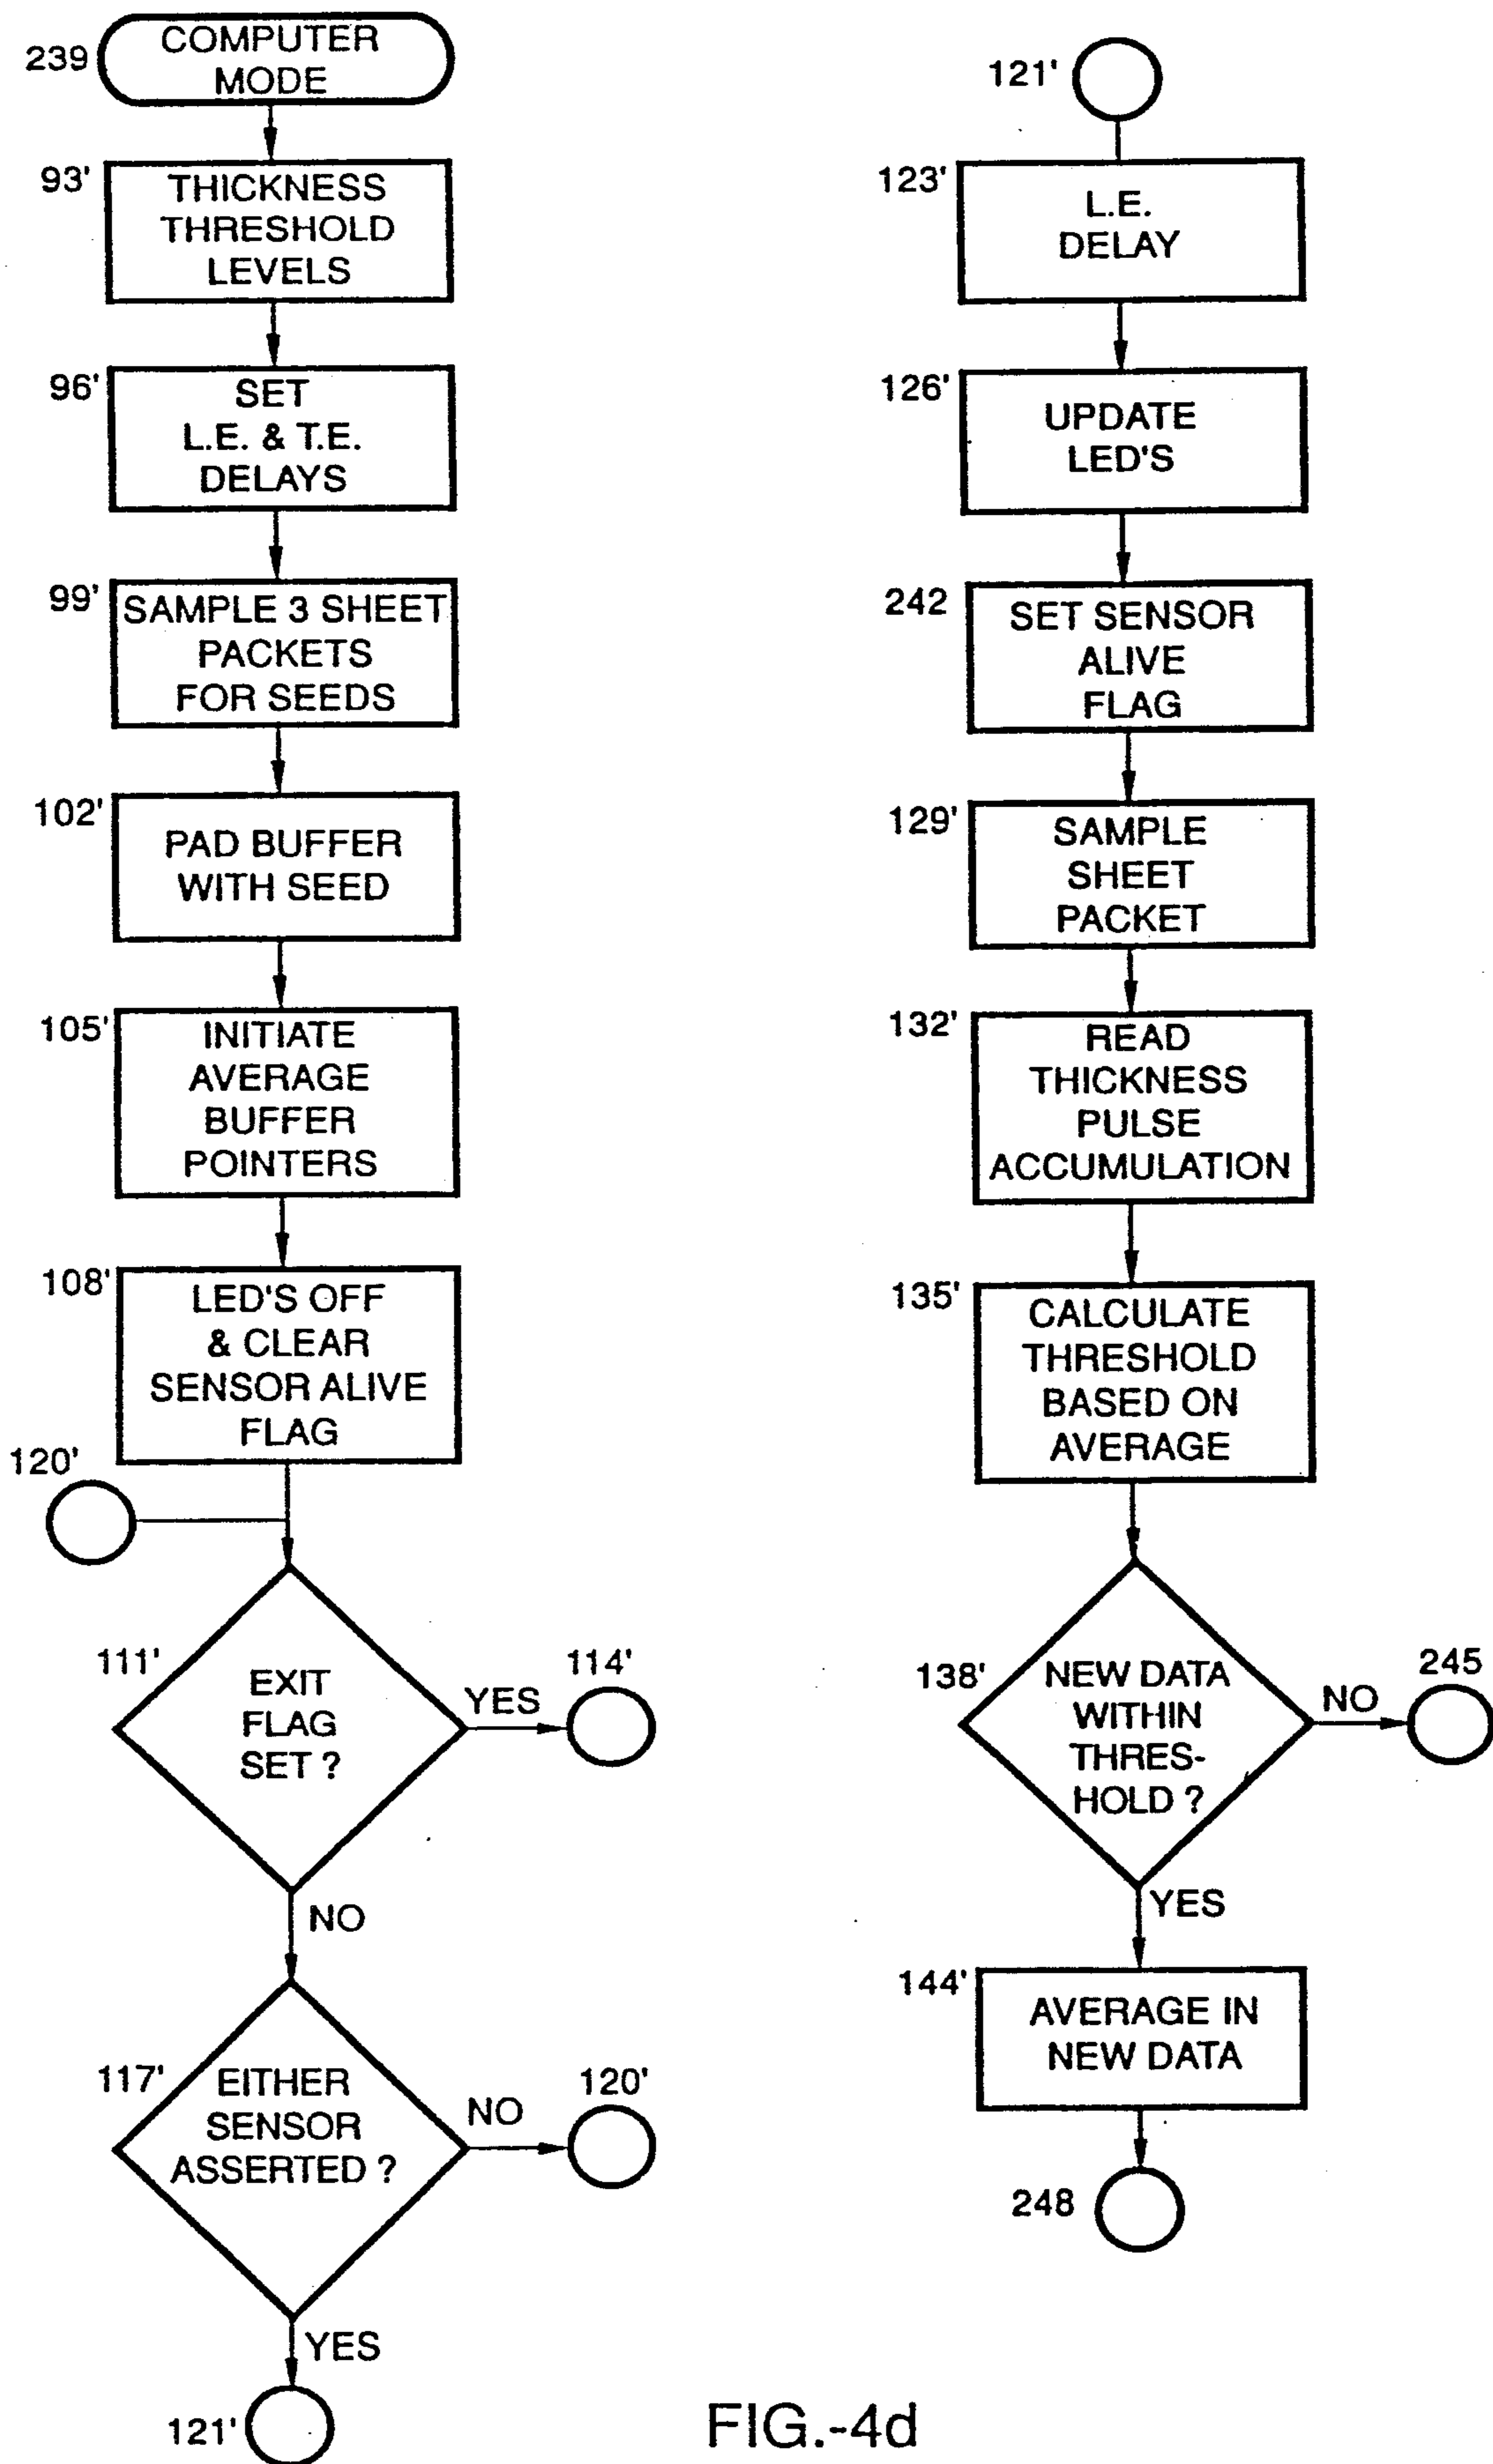 239
COMPUTER
MODE
93'
THICKNESS
THRESHOLD
LEVELS
96'
SET
L.E. & T.E.
DELAYS
99'
SAMPLE 3 SHEET
PACKETS
FOR SEEDS
102'
PAD BUFFER
WITH SEED
105'
INITIATE
AVERAGE
BUFFER
POINTERS
108'
LED'S OFF
& CLEAR
SENSOR ALIVE
FLAG
120'
111'
EXIT
FLAG
SET ?
YES
114'
NO
117'
EITHER
SENSOR
ASSERTED ?
NO
120'
YES
121'
121'
123'
L.E.
DELAY
126'
UPDATE
LED'S
242
SET SENSOR
ALIVE
FLAG
129'
SAMPLE
SHEET
PACKET
132'
READ
THICKNESS
PULSE
ACCUMULATION
135'
CALCULATE
THRESHOLD
BASED ON
AVERAGE
138'
NEW DATA
WITHIN
THRES-
HOLD ?
NO
245
YES
144'
AVERAGE IN
NEW DATA
248
FIG.-4d